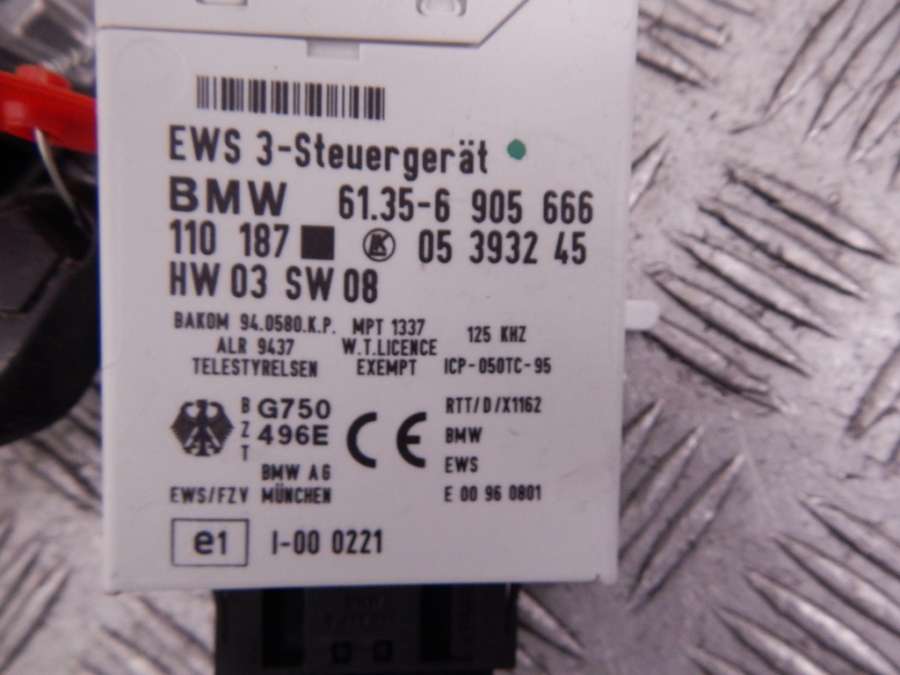 EWS 3-Steuergerät
BMW 61.35-6 905 666
110 187 K 05 3932 45
HW 03 SW 08
BAKOM 94.0580.K.P. MPT 1337 125 KHZ
ALR 9437 W.T.LICENCE
TELESTYRELSEN EXEMPT ICP-050TC-95
BZT G750 496E CE RTT/D/X1162
BMW
EWS
BMW AG
EWS/FZV MÜNCHEN E 00 96 0801
e1 I-00 0221